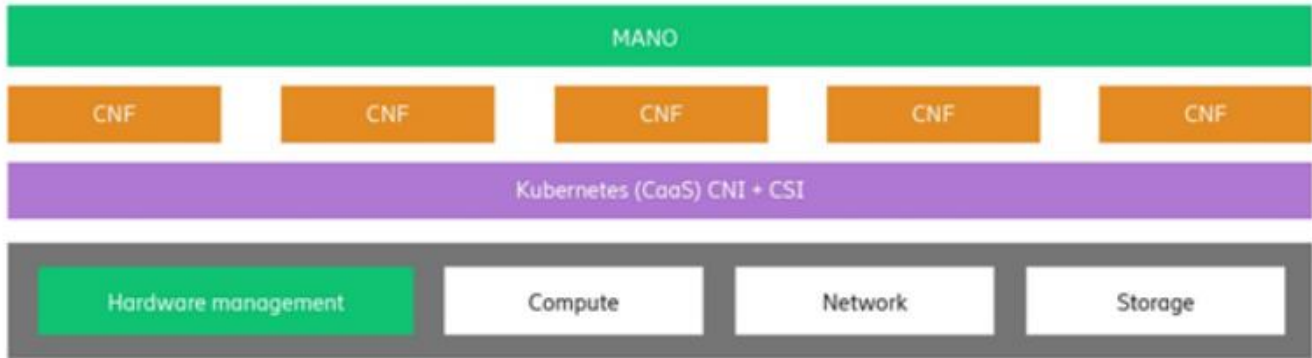 MANO
CNF CNF CNF CNF CNF
Kubernetes (CaaS) CNI + CSI
Hardware management Compute Network Storage